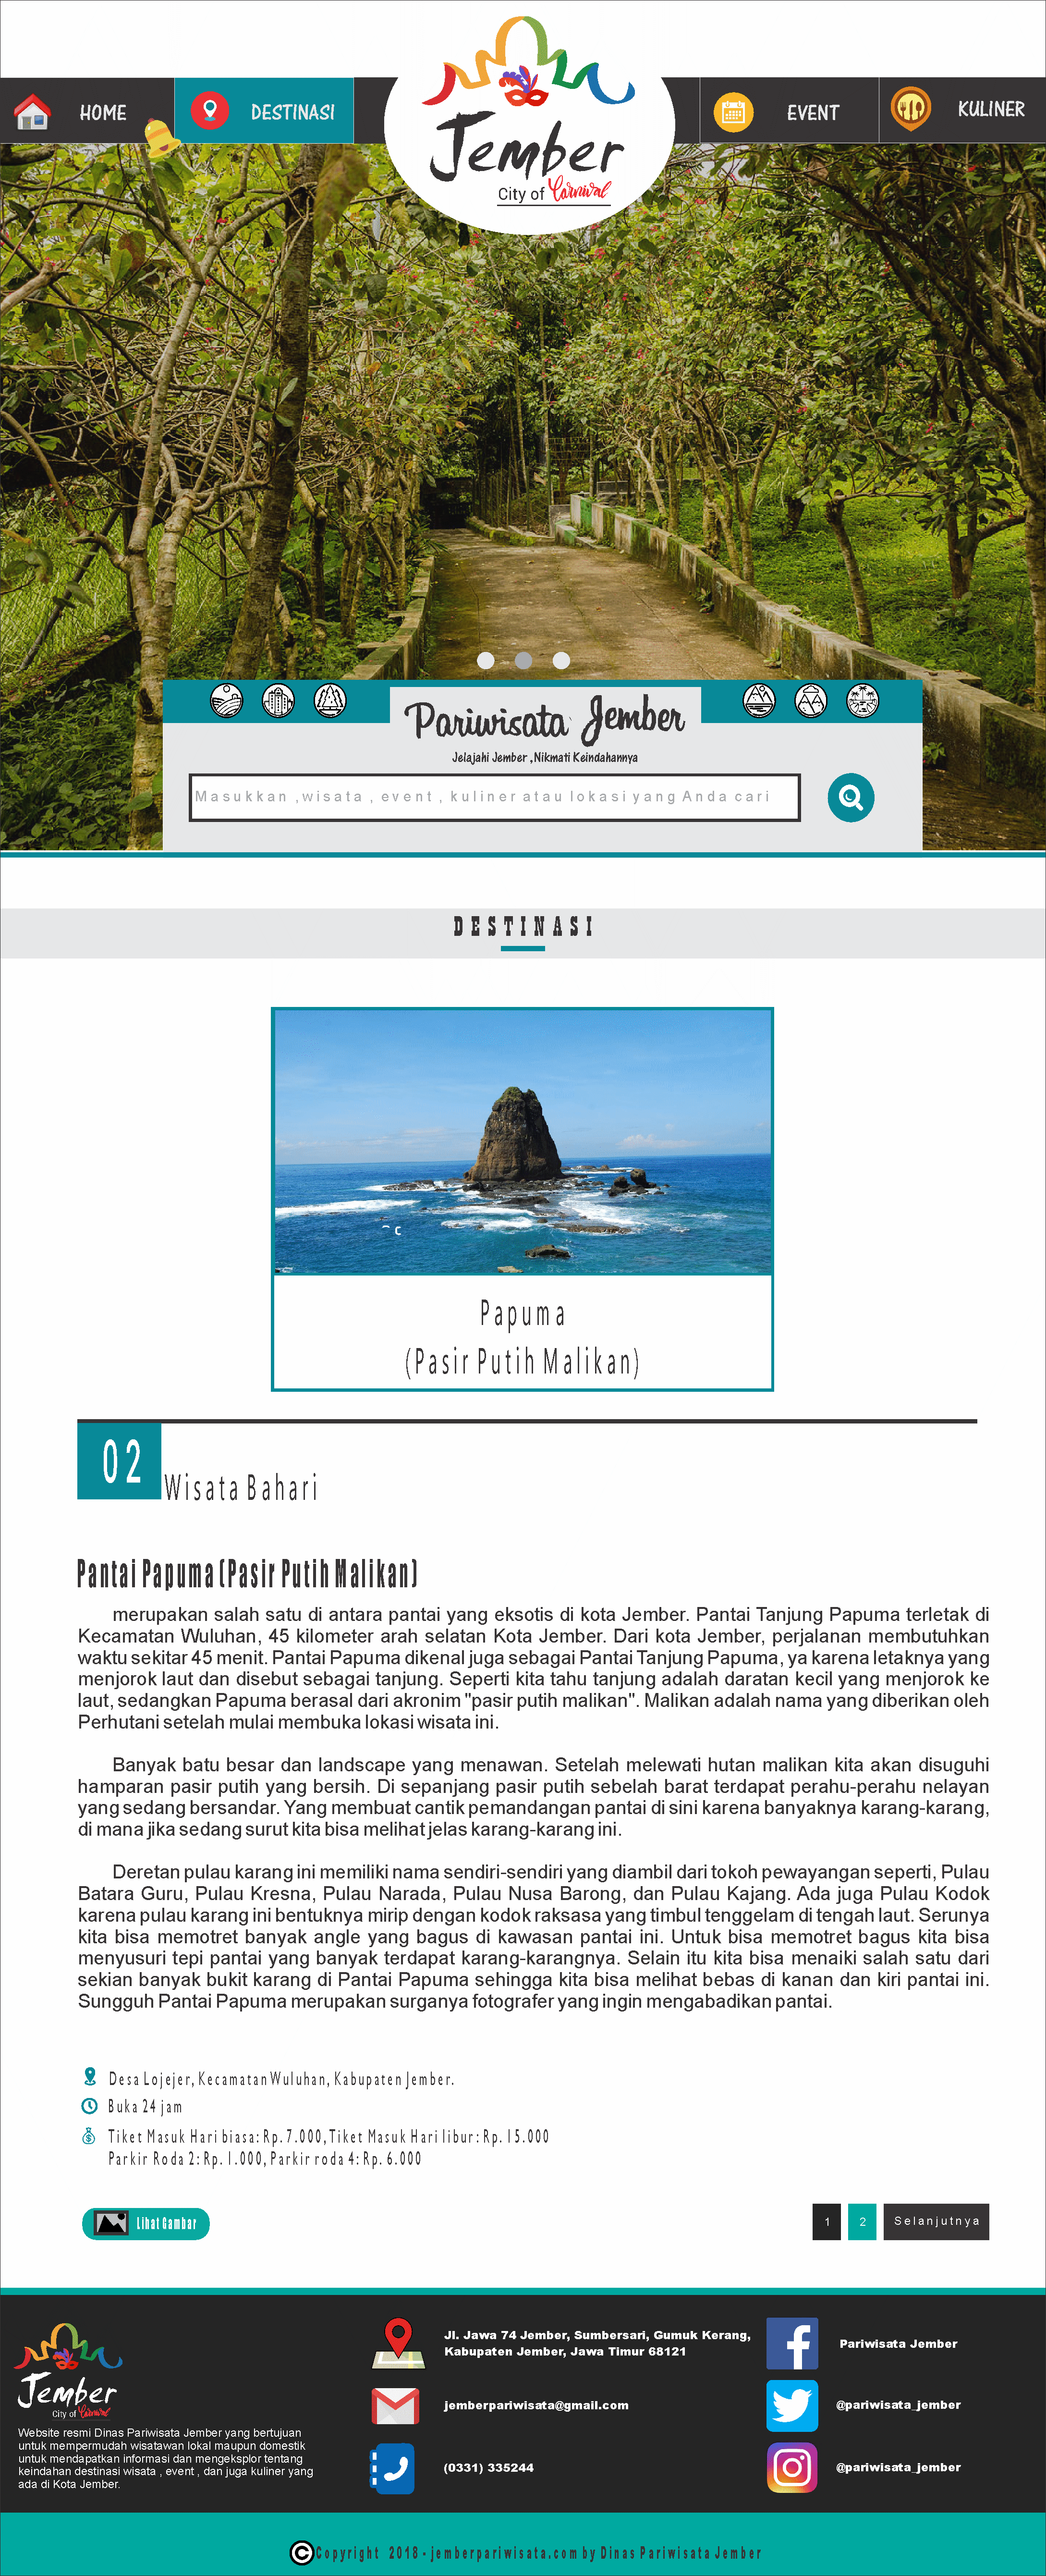 HOME
DESTINASI
Jember
City of Carnival
EVENT
KULINER
Pariwisata Jember
Jelajahi Jember ,Nikmati Keindahannya
Masukkan ,wisata , event , kuliner atau lokasi yang Anda cari
DESTINASI
Papuma
(Pasir Putih Malikan)
02
Wisata Bahari
Pantai Papuma (Pasir Putih Malikan)
merupakan salah satu di antara pantai yang eksotis di kota Jember. Pantai Tanjung Papuma terletak di
Kecamatan Wuluhan, 45 kilometer arah selatan Kota Jember. Dari kota Jember, perjalanan membutuhkan
waktu sekitar 45 menit. Pantai Papuma dikenal juga sebagai Pantai Tanjung Papuma, ya karena letaknya yang
menjorok laut dan disebut sebagai tanjung. Seperti kita tahu tanjung adalah daratan kecil yang menjorok ke
laut, sedangkan Papuma berasal dari akronim "pasir putih malikan". Malikan adalah nama yang diberikan oleh
Perhutani setelah mulai membuka lokasi wisata ini.
Banyak batu besar dan landscape yang menawan. Setelah melewati hutan malikan kita akan disuguhi
hamparan pasir putih yang bersih. Di sepanjang pasir putih sebelah barat terdapat perahu-perahu nelayan
yang sedang bersandar. Yang membuat cantik pemandangan pantai di sini karena banyaknya karang-karang,
di mana jika sedang surut kita bisa melihat jelas karang-karang ini.
Deretan pulau karang ini memiliki nama sendiri-sendiri yang diambil dari tokoh pewayangan seperti, Pulau
Batara Guru, Pulau Kresna, Pulau Narada, Pulau Nusa Barong, dan Pulau Kajang. Ada juga Pulau Kodok
karena pulau karang ini bentuknya mirip dengan kodok raksasa yang timbul tenggelam di tengah laut. Serunya
kita bisa memotret banyak angle yang bagus di kawasan pantai ini. Untuk bisa memotret bagus kita bisa
menyusuri tepi pantai yang banyak terdapat karang-karangnya. Selain itu kita bisa menaiki salah satu dari
sekian banyak bukit karang di Pantai Papuma sehingga kita bisa melihat bebas di kanan dan kiri pantai ini.
Sungguh Pantai Papuma merupakan surganya fotografer yang ingin mengabadikan pantai.
Desa Lojejer, Kecamatan Wuluhan, Kabupaten Jember.
Buka 24 jam
Tiket Masuk Hari biasa: Rp. 7.000, Tiket Masuk Hari libur: Rp. 15.000
Parkir Roda 2: Rp. 1.000, Parkir roda 4: Rp. 6.000
Lihat Gambar
1 2 Selanjutnya
Jember
City of Carnival
Website resmi Dinas Pariwisata Jember yang bertujuan
untuk mempermudah wisatawan lokal maupun domestik
untuk mendapatkan informasi dan mengeksplor tentang
keindahan destinasi wisata , event , dan juga kuliner yang
ada di Kota Jember.
Jl. Jawa 74 Jember, Sumbersari, Gumuk Kerang,
Kabupaten Jember, Jawa Timur 68121
jemberpariwisata@gmail.com
(0331) 335244
Pariwisata Jember
@pariwisata_jember
@pariwisata_jember
©Copyright 2018 - jemberpariwisata.com by Dinas Pariwisata Jember